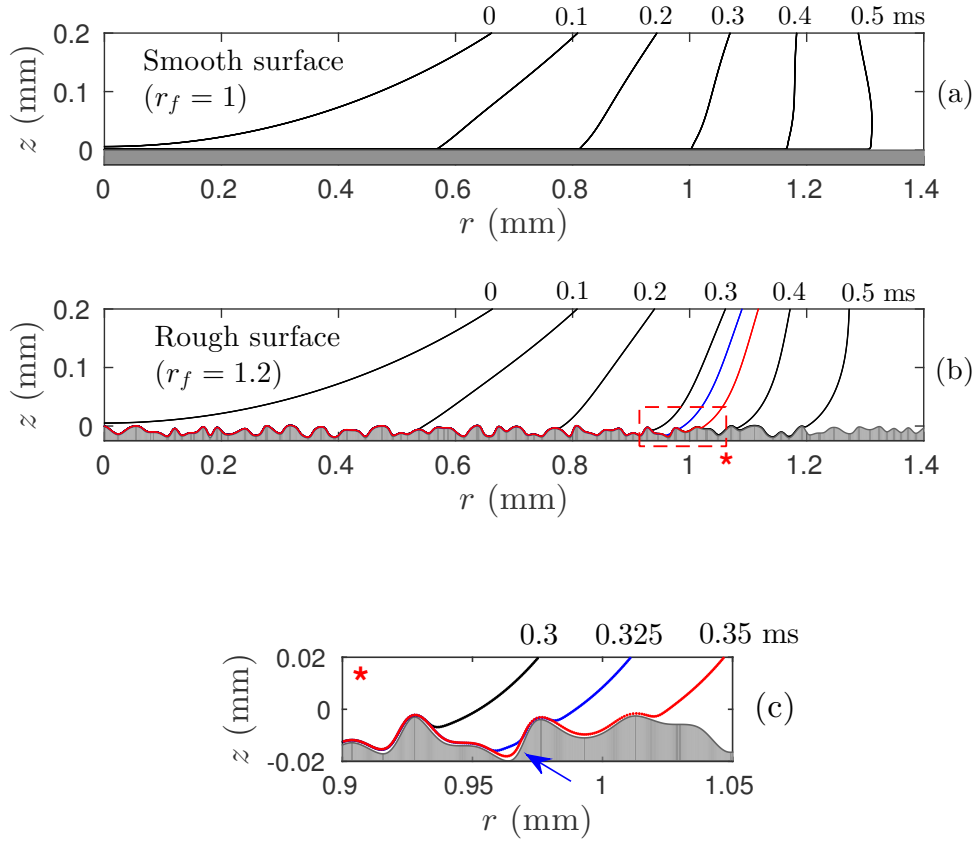 0 0.1 0.2 0.3 0.4 0.5 ms
0.2
Smooth surface
(r_f = 1)
0.1
z (mm)
(a)
0
0 0.2 0.4 0.6 0.8 1 1.2 1.4
r (mm)
0 0.1 0.2 0.3 0.4 0.5 ms
0.2
Rough surface
(r_f = 1.2)
0.1
z (mm)
(b)
0
*
0 0.2 0.4 0.6 0.8 1 1.2 1.4
r (mm)
0.3 0.325 0.35 ms
0.02
*
z (mm)
0
(c)
-0.02
0.9 0.95 1 1.05
r (mm)